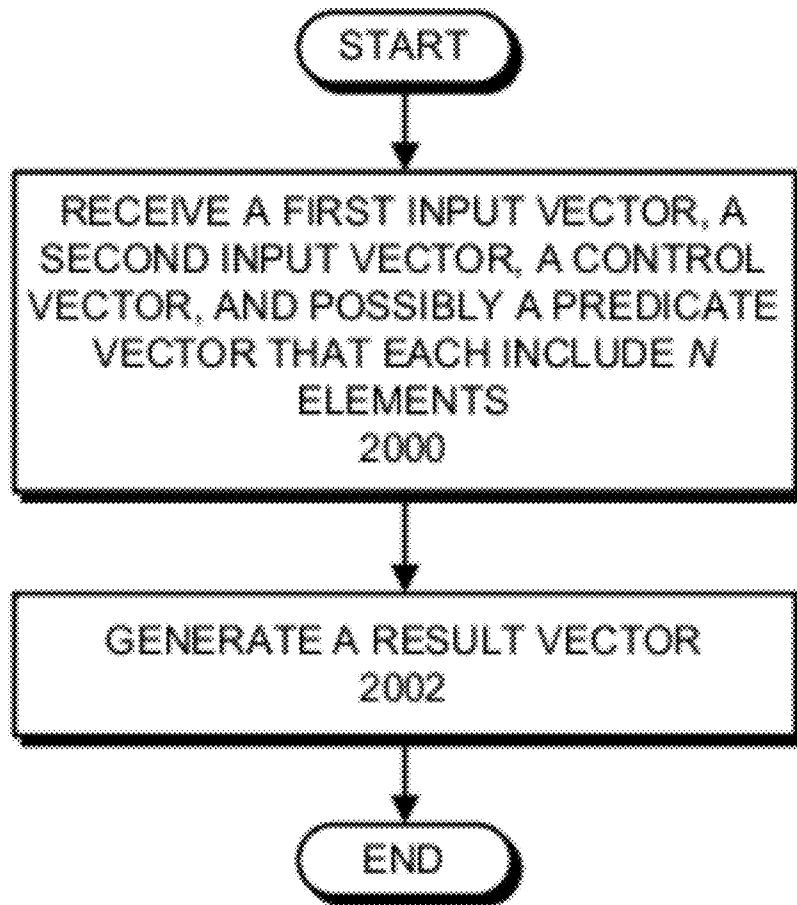 START
RECEIVE A FIRST INPUT VECTOR, A
SECOND INPUT VECTOR, A CONTROL
VECTOR, AND POSSIBLY A PREDICATE
VECTOR THAT EACH INCLUDE N
ELEMENTS
2000
GENERATE A RESULT VECTOR
2002
END